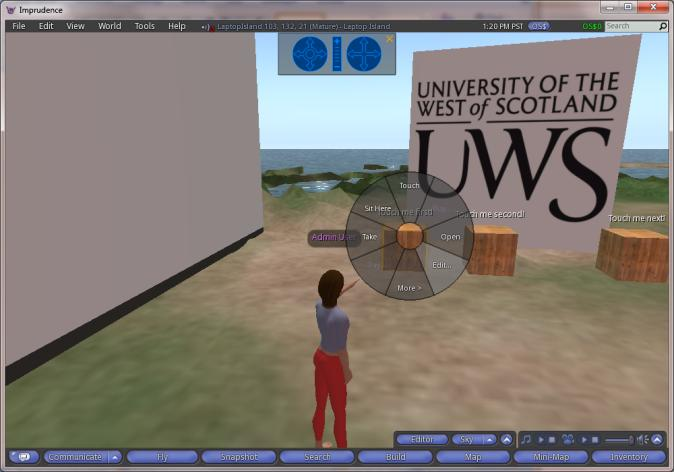 Imprudence
File Edit View World Tools Help LaptopIsland 103, 132, 21 (Mature) - Laptop Island 1:20 PM PST OS$ OS$0 Search
UNIVERSITY OF THE
WEST of SCOTLAND
UWS
Touch
Sit Here
Touch me first!
Touch me second!
Touch me next!
Admin User
Take
Open
Edit...
More >
Editor Sky
Communicate Fly Snapshot Search Build Map Mini-Map Inventory